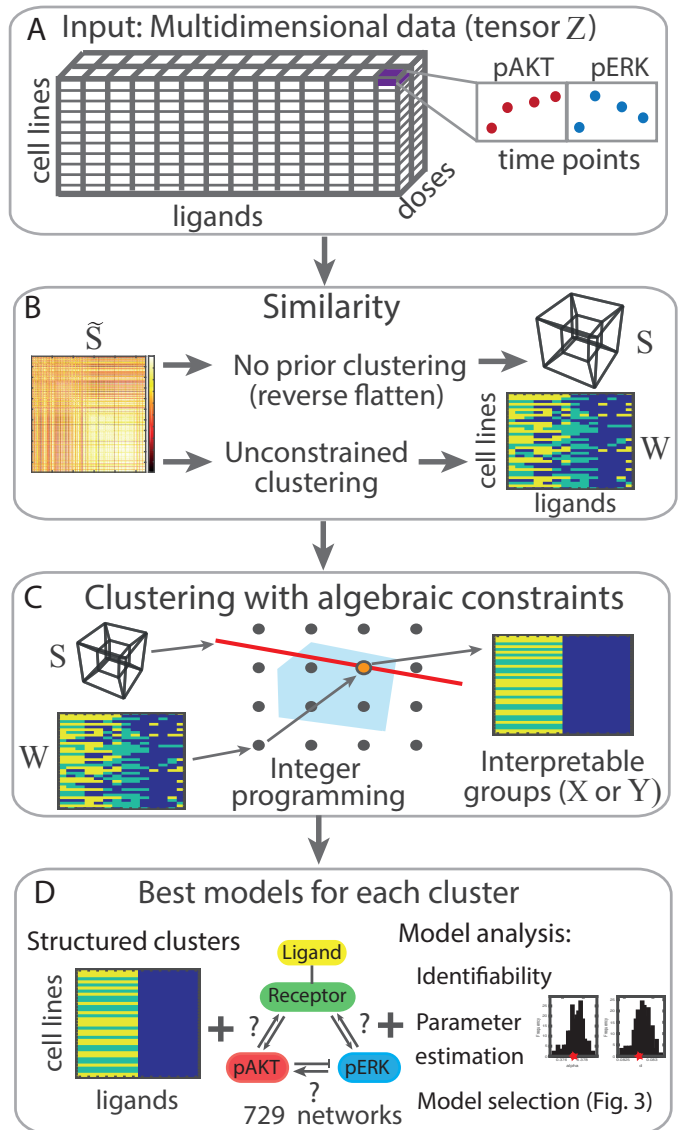 A Input: Multidimensional data (tensor Z)
pAKT pERK
cell lines
time points
doses
ligands
B Similarity
S̃
No prior clustering
(reverse flatten)
S
Unconstrained
clustering
cell lines
W
ligands
C Clustering with algebraic constraints
S
W
Integer
programming
Interpretable
groups (X or Y)
D Best models for each cluster
Structured clusters
cell lines
ligands
+
Ligand
Receptor
? ?
pAKT pERK
?
729 networks
+
Model analysis:
Identifiability
Parameter
estimation
Model selection (Fig. 3)